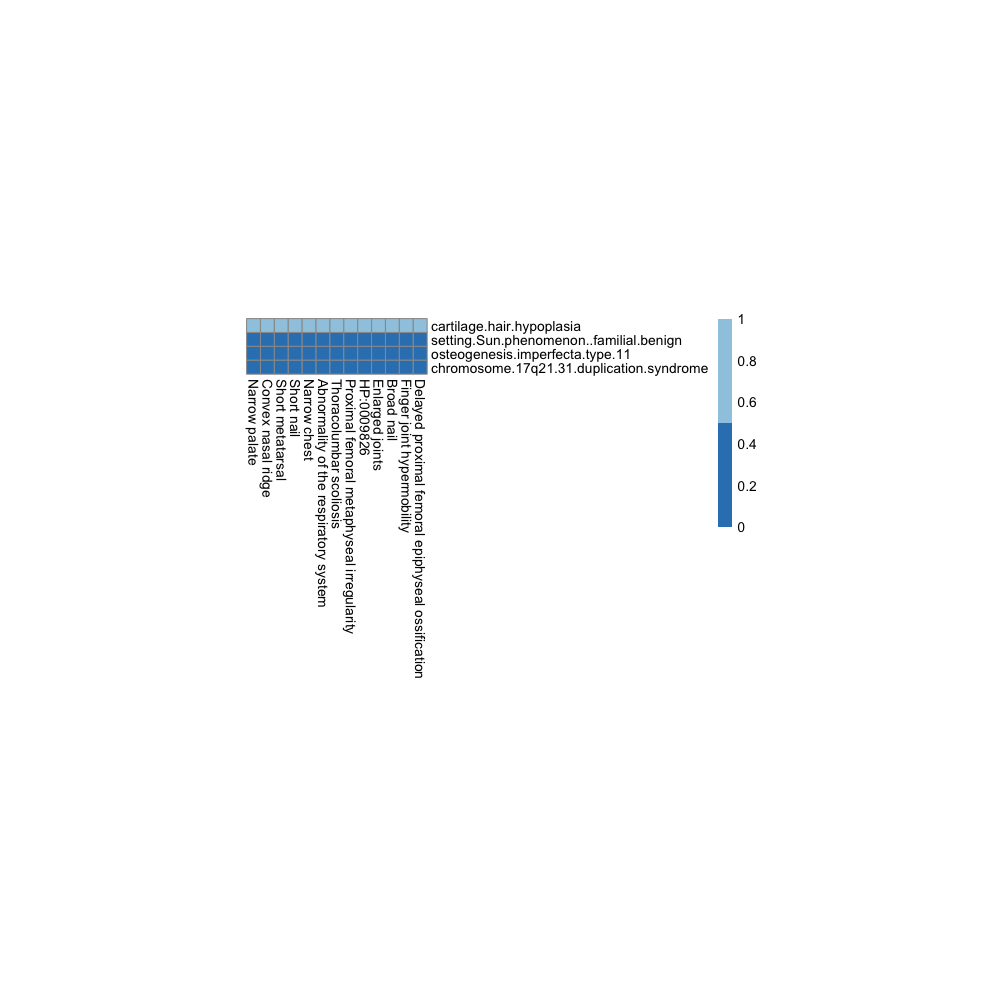 cartilage.hair.hypoplasia
setting.Sun.phenomenon..familial.benign
osteogenesis.imperfecta.type.11
chromosome.17q21.31.duplication.syndrome
Narrow palate
Convex nasal ridge
Short metatarsal
Short nail
Narrow chest
Abnormality of the respiratory system
Thoracolumbar scoliosis
Proximal femoral metaphyseal irregularity
HP:0009826
Enlarged joints
Broad nail
Finger joint hypermobility
Delayed proximal femoral epiphyseal ossification
1
0.8
0.6
0.4
0.2
0